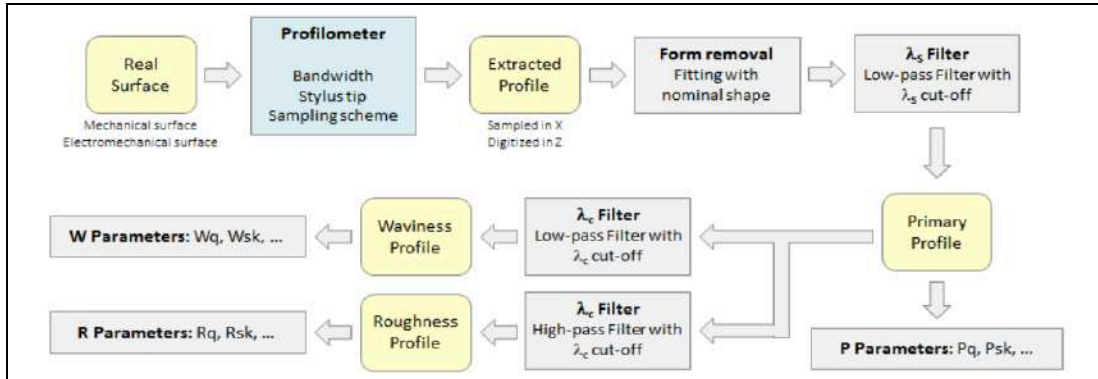 Real
Surface
Mechanical surface
Electromechanical surface
Profilometer
Bandwidth
Stylus tip
Sampling scheme
Extracted
Profile
Sampled in X
Digitized in Z
Form removal
Fitting with
nominal shape
λs Filter
Low-pass Filter with
λs cut-off
Primary
Profile
λc Filter
Low-pass Filter with
λc cut-off
Waviness
Profile
W Parameters: Wq, Wsk, ...
λc Filter
High-pass Filter with
λc cut-off
Roughness
Profile
R Parameters: Rq, Rsk, ...
P Parameters: Pq, Psk, ...